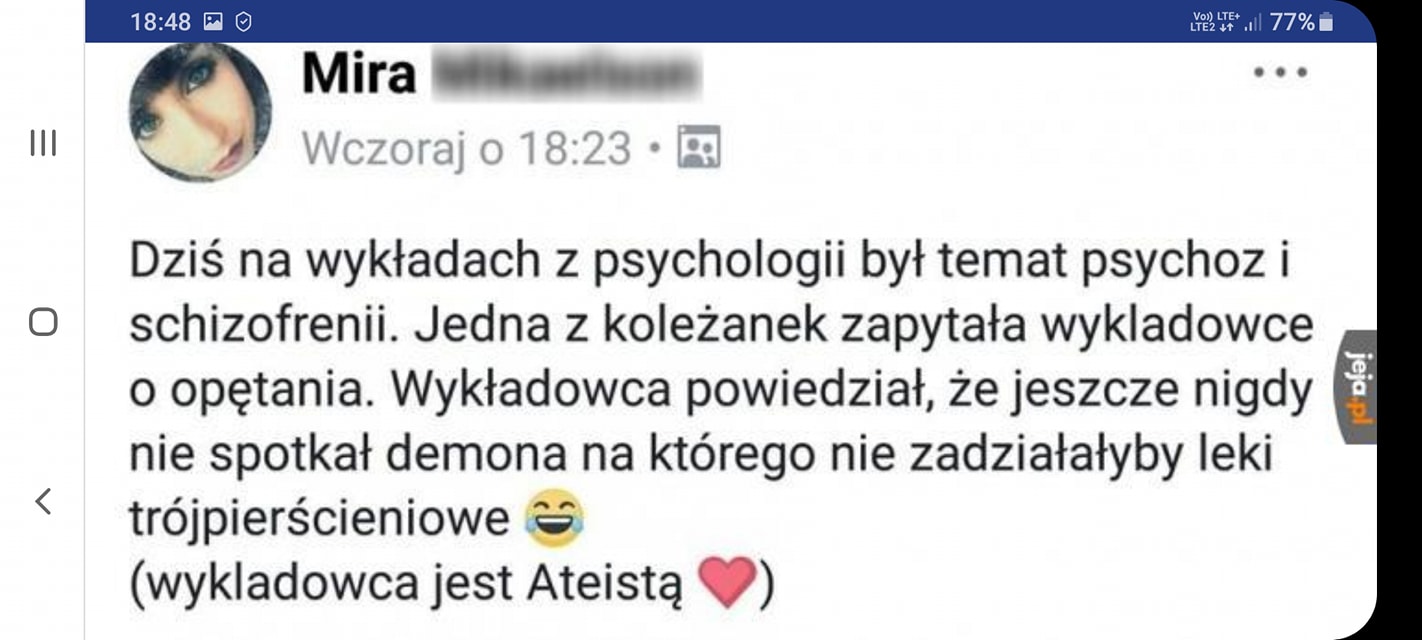 18:48
Vo)) LTE+
LTE2 77%
Mira
Wczoraj o 18:23 •
Dziś na wykładach z psychologii był temat psychoz i
schizofrenii. Jedna z koleżanek zapytała wykladowce
o opętania. Wykładowca powiedział, że jeszcze nigdy
nie spotkał demona na którego nie zadziałałyby leki
trójpierścieniowe 😂
(wykladowca jest Ateistą ❤️)
jeja.pl